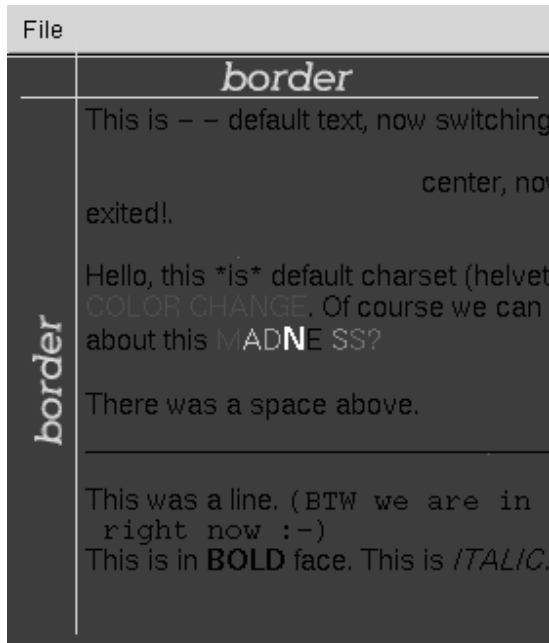 File
border
This is – – default text, now switching
center, now
exited!.
Hello, this *is* default charset (helvet
COLOR CHANGE. Of course we can
about this MADNE SS?
border
There was a space above.
This was a line. (BTW we are in
right now :-)
This is in BOLD face. This is ITALIC.